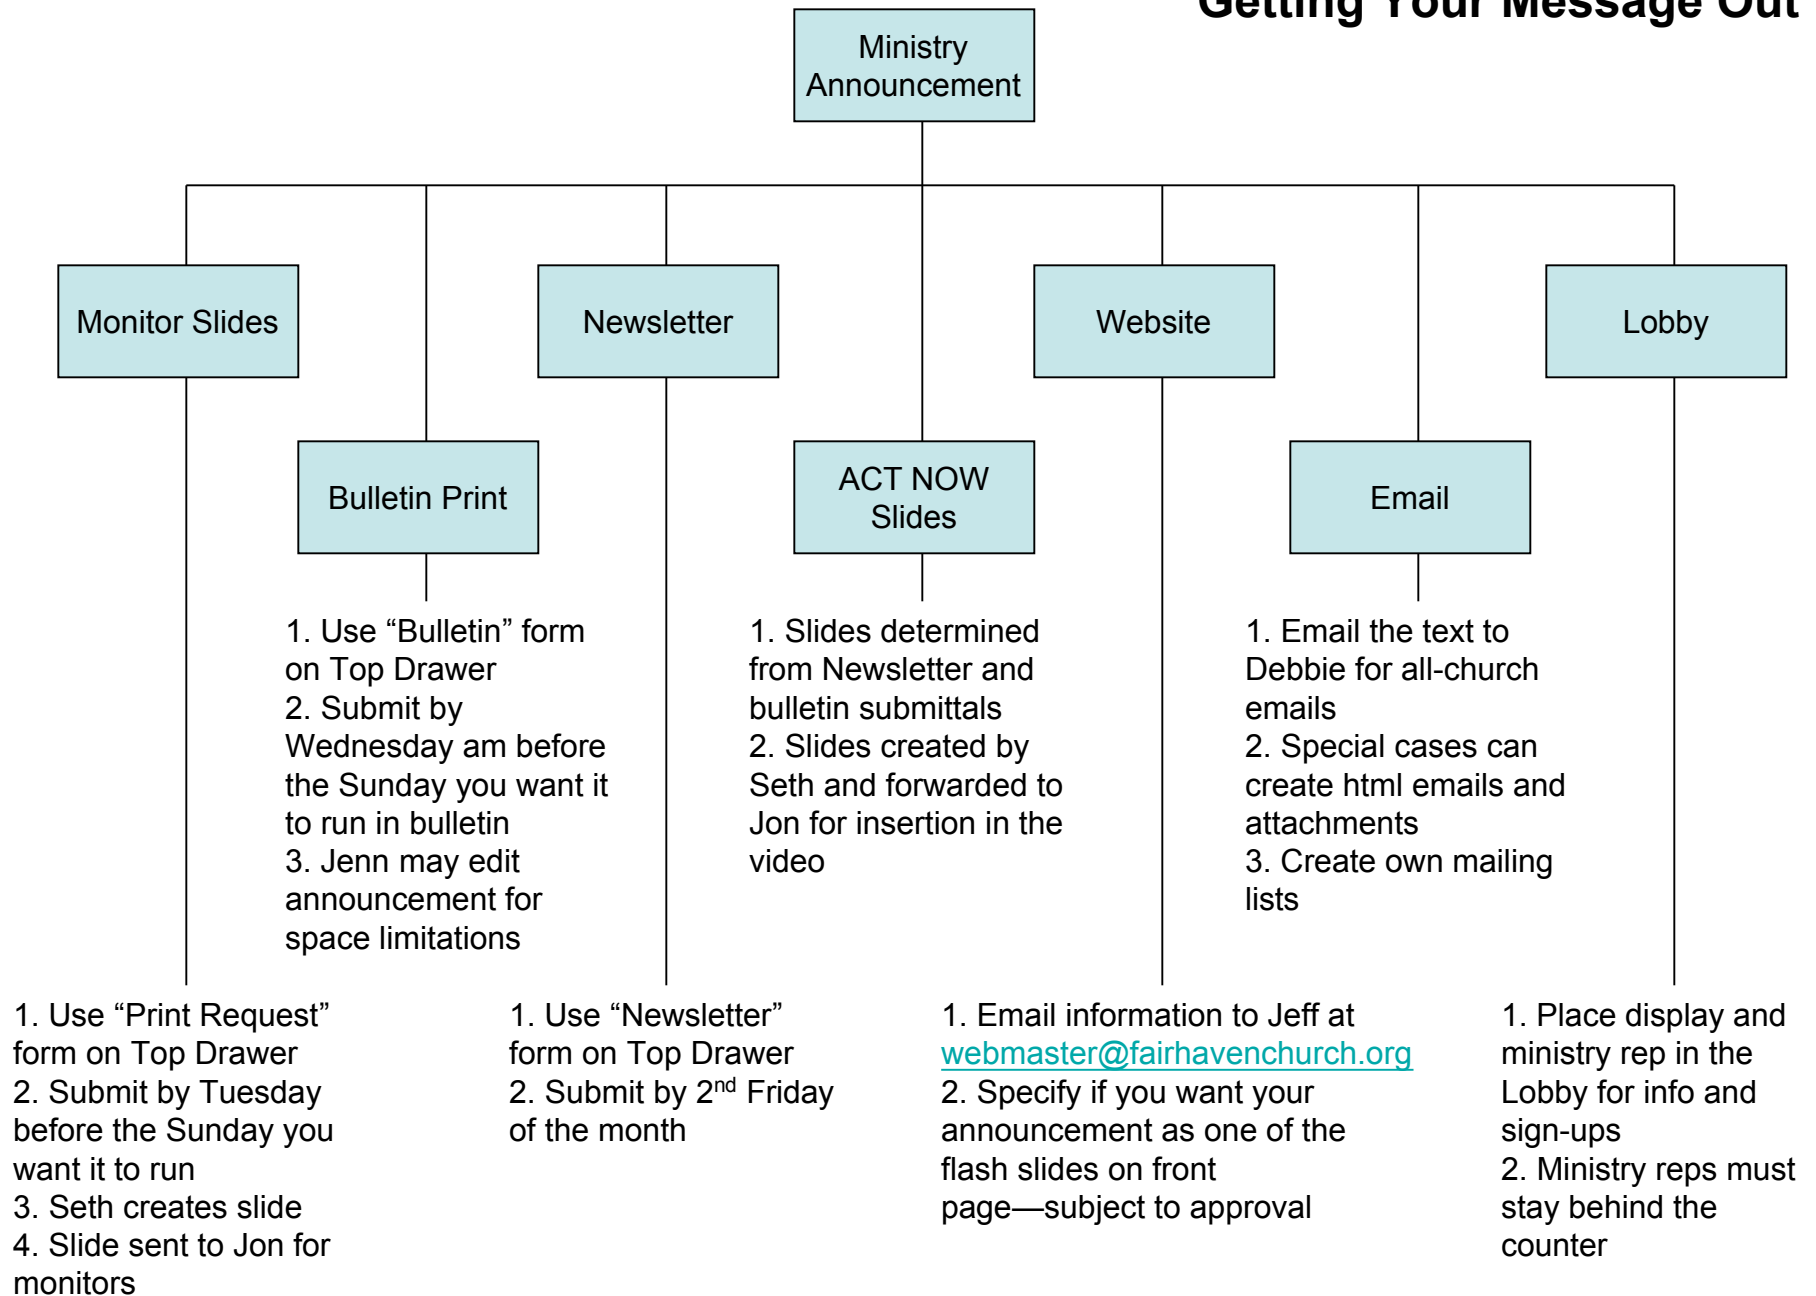 Getting Your Message Out
Ministry
Announcement
Monitor Slides
Newsletter
Website
Lobby
Bulletin Print
ACT NOW
Slides
Email
1. Use “Bulletin” form
on Top Drawer
2. Submit by
Wednesday am before
the Sunday you want it
to run in bulletin
3. Jenn may edit
announcement for
space limitations
1. Slides determined
from Newsletter and
bulletin submittals
2. Slides created by
Seth and forwarded to
Jon for insertion in the
video
1. Email the text to
Debbie for all-church
emails
2. Special cases can
create html emails and
attachments
3. Create own mailing
lists
1. Use “Print Request”
form on Top Drawer
2. Submit by Tuesday
before the Sunday you
want it to run
3. Seth creates slide
4. Slide sent to Jon for
monitors
1. Use “Newsletter”
form on Top Drawer
2. Submit by 2nd Friday
of the month
1. Email information to Jeff at
webmaster@fairhavenchurch.org
2. Specify if you want your
announcement as one of the
flash slides on front
page—subject to approval
1. Place display and
ministry rep in the
Lobby for info and
sign-ups
2. Ministry reps must
stay behind the
counter